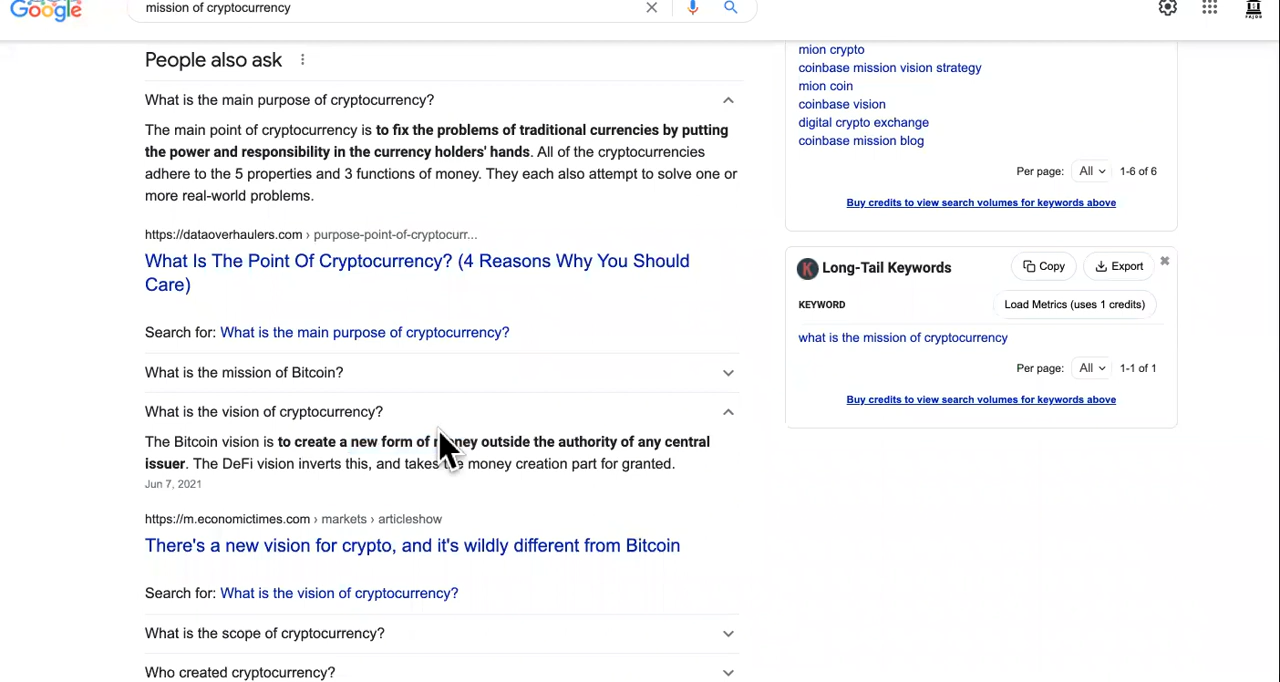 Google
mission of cryptocurrency
People also ask
What is the main purpose of cryptocurrency?
The main point of cryptocurrency is to fix the problems of traditional currencies by putting
the power and responsibility in the currency holders' hands. All of the cryptocurrencies
adhere to the 5 properties and 3 functions of money. They each also attempt to solve one or
more real-world problems.
https://dataoverhaulers.com › purpose-point-of-cryptocurr...
What Is The Point Of Cryptocurrency? (4 Reasons Why You Should
Care)
Search for: What is the main purpose of cryptocurrency?
What is the mission of Bitcoin?
What is the vision of cryptocurrency?
The Bitcoin vision is to create a new form of money outside the authority of any central
issuer. The DeFi vision inverts this, and takes the money creation part for granted.
Jun 7, 2021
https://m.economictimes.com › markets › articleshow
There's a new vision for crypto, and it's wildly different from Bitcoin
Search for: What is the vision of cryptocurrency?
What is the scope of cryptocurrency?
Who created cryptocurrency?
mion crypto
coinbase mission vision strategy
mion coin
coinbase vision
digital crypto exchange
coinbase mission blog
Per page: All 1-6 of 6
Buy credits to view search volumes for keywords above
K Long-Tail Keywords Copy Export
KEYWORD Load Metrics (uses 1 credits)
what is the mission of cryptocurrency
Per page: All 1-1 of 1
Buy credits to view search volumes for keywords above